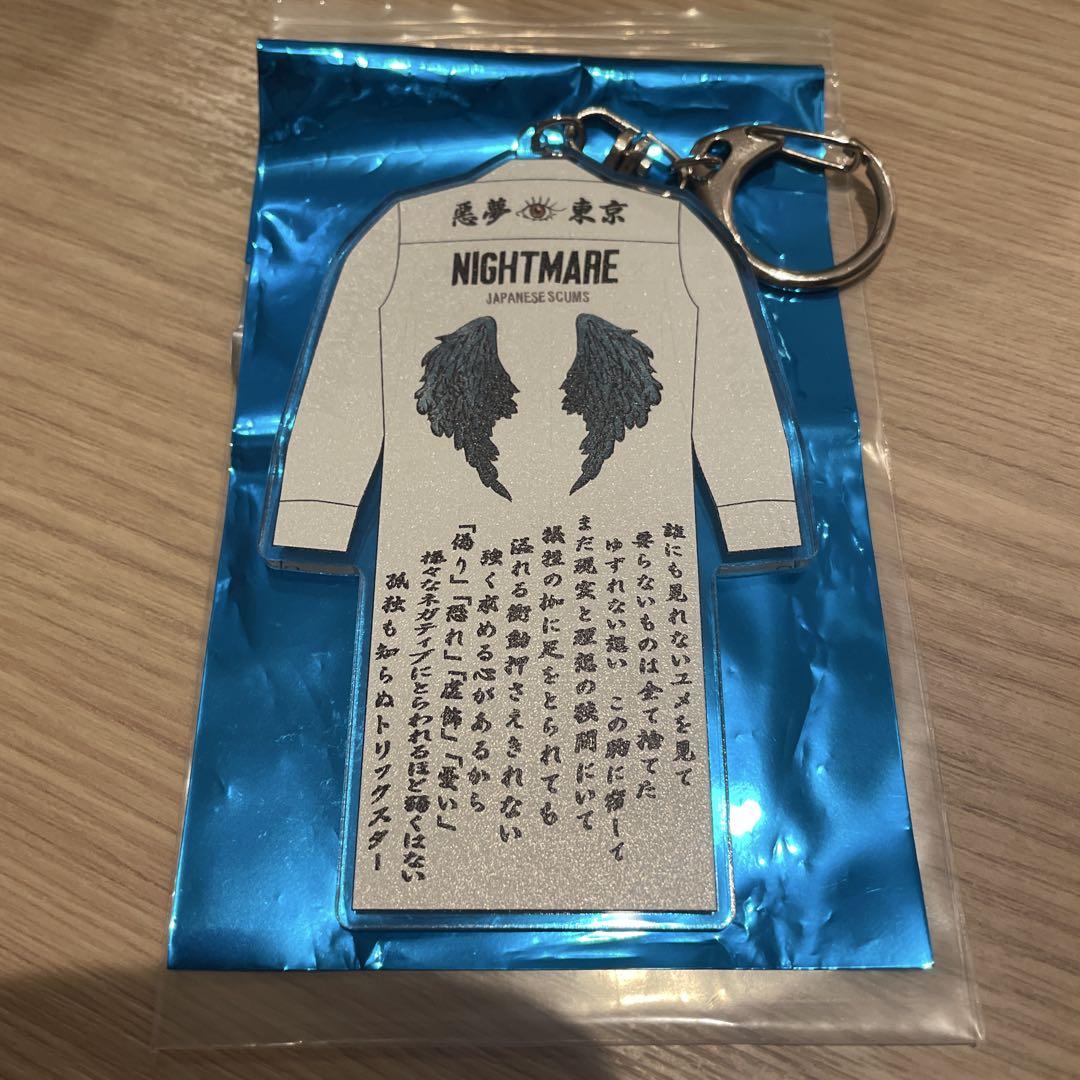 惡夢 東京
NIGHTMARE
JAPANESE SCUMS
誰にも見れないユメを見て
要らないものは全て捨てた
ゆずれない想い この胸に宿して
まだ現実と理想の狭間にいて
犠牲の枷に足をとられても
溢れる衝動押さえきれない
強く求める心があるから
「偽り」「恐れ」「虚飾」「憂い」
様々なネガティブにとらわれるほど弱くはない
孤独も知らぬトリックスター